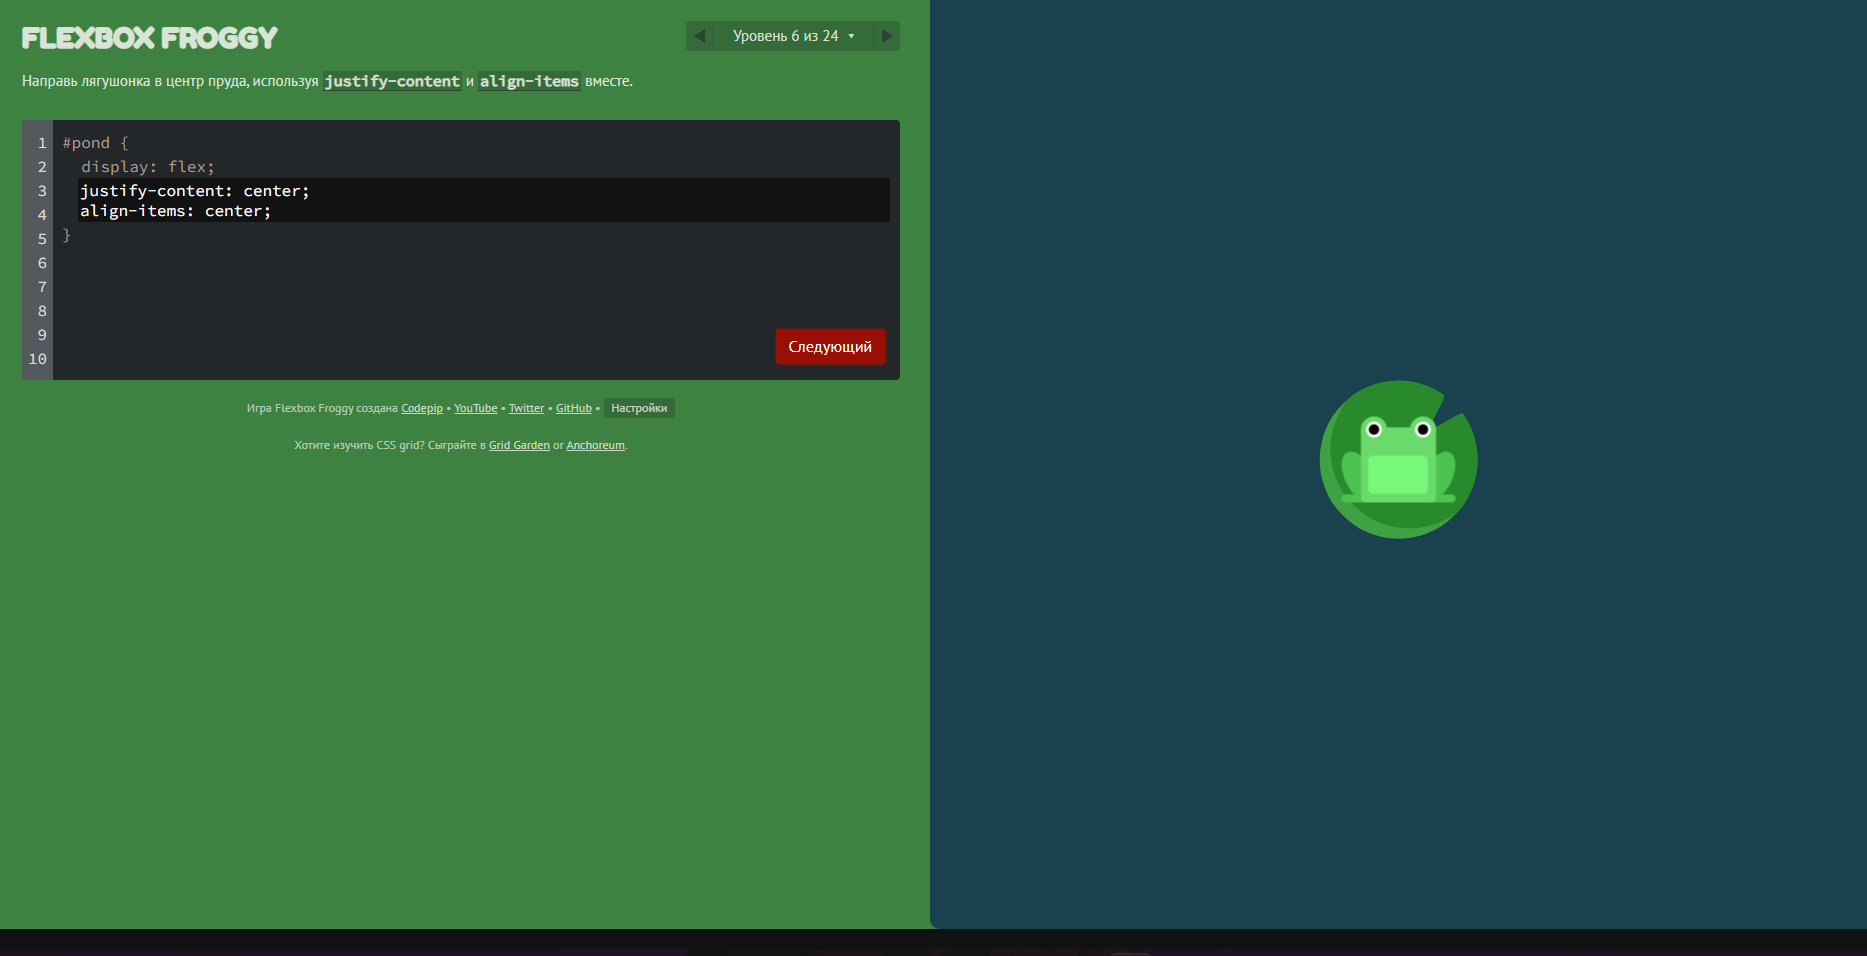 FLEXBOX FROGGY
Уровень 6 из 24
Направь лягушонка в центр пруда, используя justify-content и align-items вместе.
1 #pond {
2 display: flex;
3 justify-content: center;
4 align-items: center;
5 }
6
7
8
9
10
Следующий
Игра Flexbox Froggy создана Codepip • YouTube • Twitter • GitHub • Настройки
Хотите изучить CSS grid? Сыграйте в Grid Garden or Anchoreum.